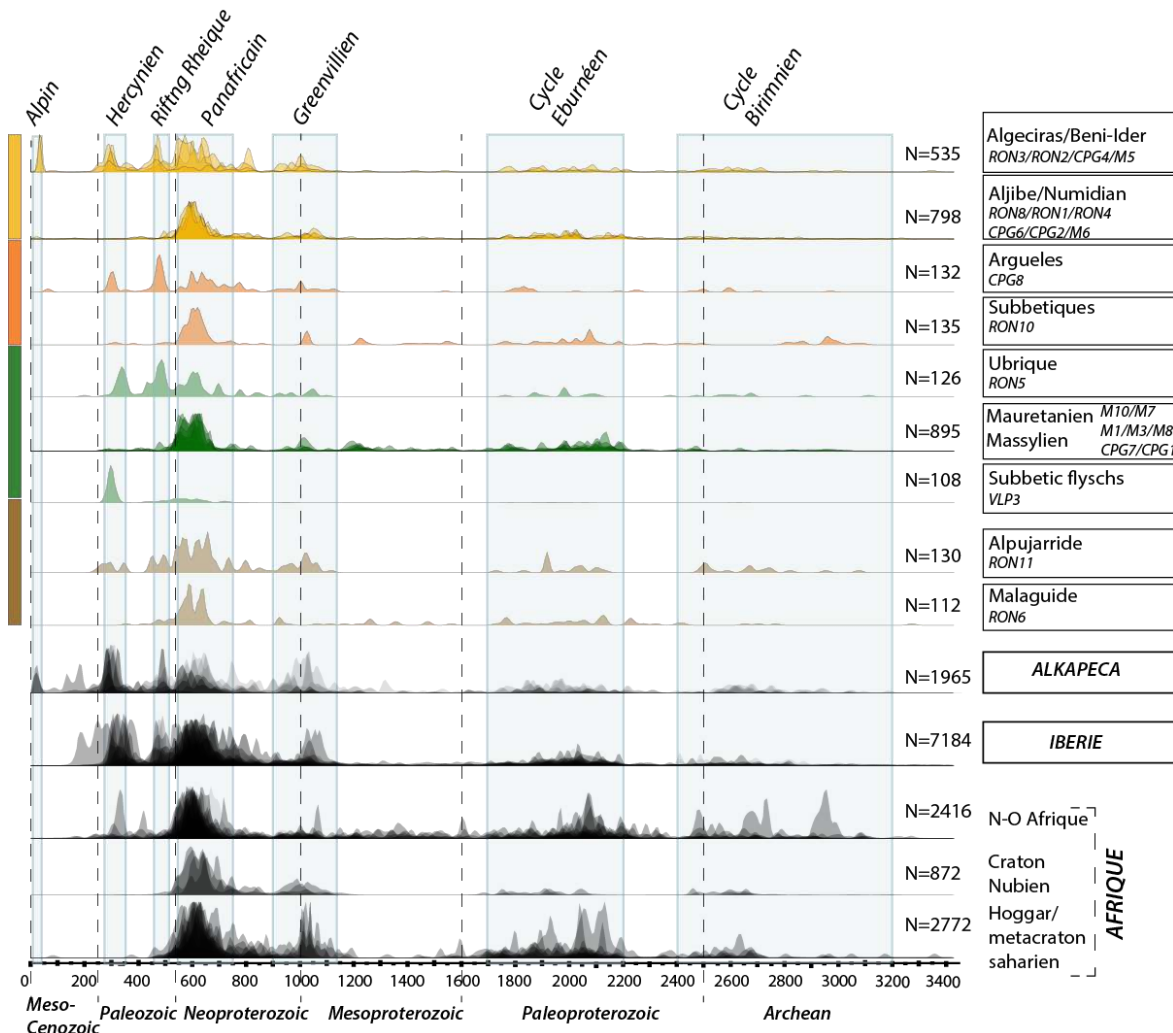 Alpin
Hercynien
Riftng Rheique
Panafricain
Greenvillien
Cycle
Eburnéen
Cycle
Birimnien
N=535
Algeciras/Beni-Ider
RON3/RON2/CPG4/M5
N=798
Aljibe/Numidian
RON8/RON1/RON4
CPG6/CPG2/M6
N=132
Argueles
CPG8
N=135
Subbetiques
RON10
N=126
Ubrique
RON5
N=895
Mauretanien M10/M7
Massylien M1/M3/M8
CPG7/CPG1
N=108
Subbetic flyschs
VLP3
N=130
Alpujarride
RON11
N=112
Malaguide
RON6
N=1965
ALKAPECA
N=7184
IBERIE
N=2416
N-O Afrique
N=872
Craton
Nubien
N=2772
Hoggar/
metacraton
saharien
AFRIQUE
0 200 400 600 800 1000 1200 1400 1600 1800 2000 2200 2400 2600 2800 3000 3200 3400
Meso-
Cenozoic
Paleozoic Neoproterozoic Mesoproterozoic Paleoproterozoic Archean